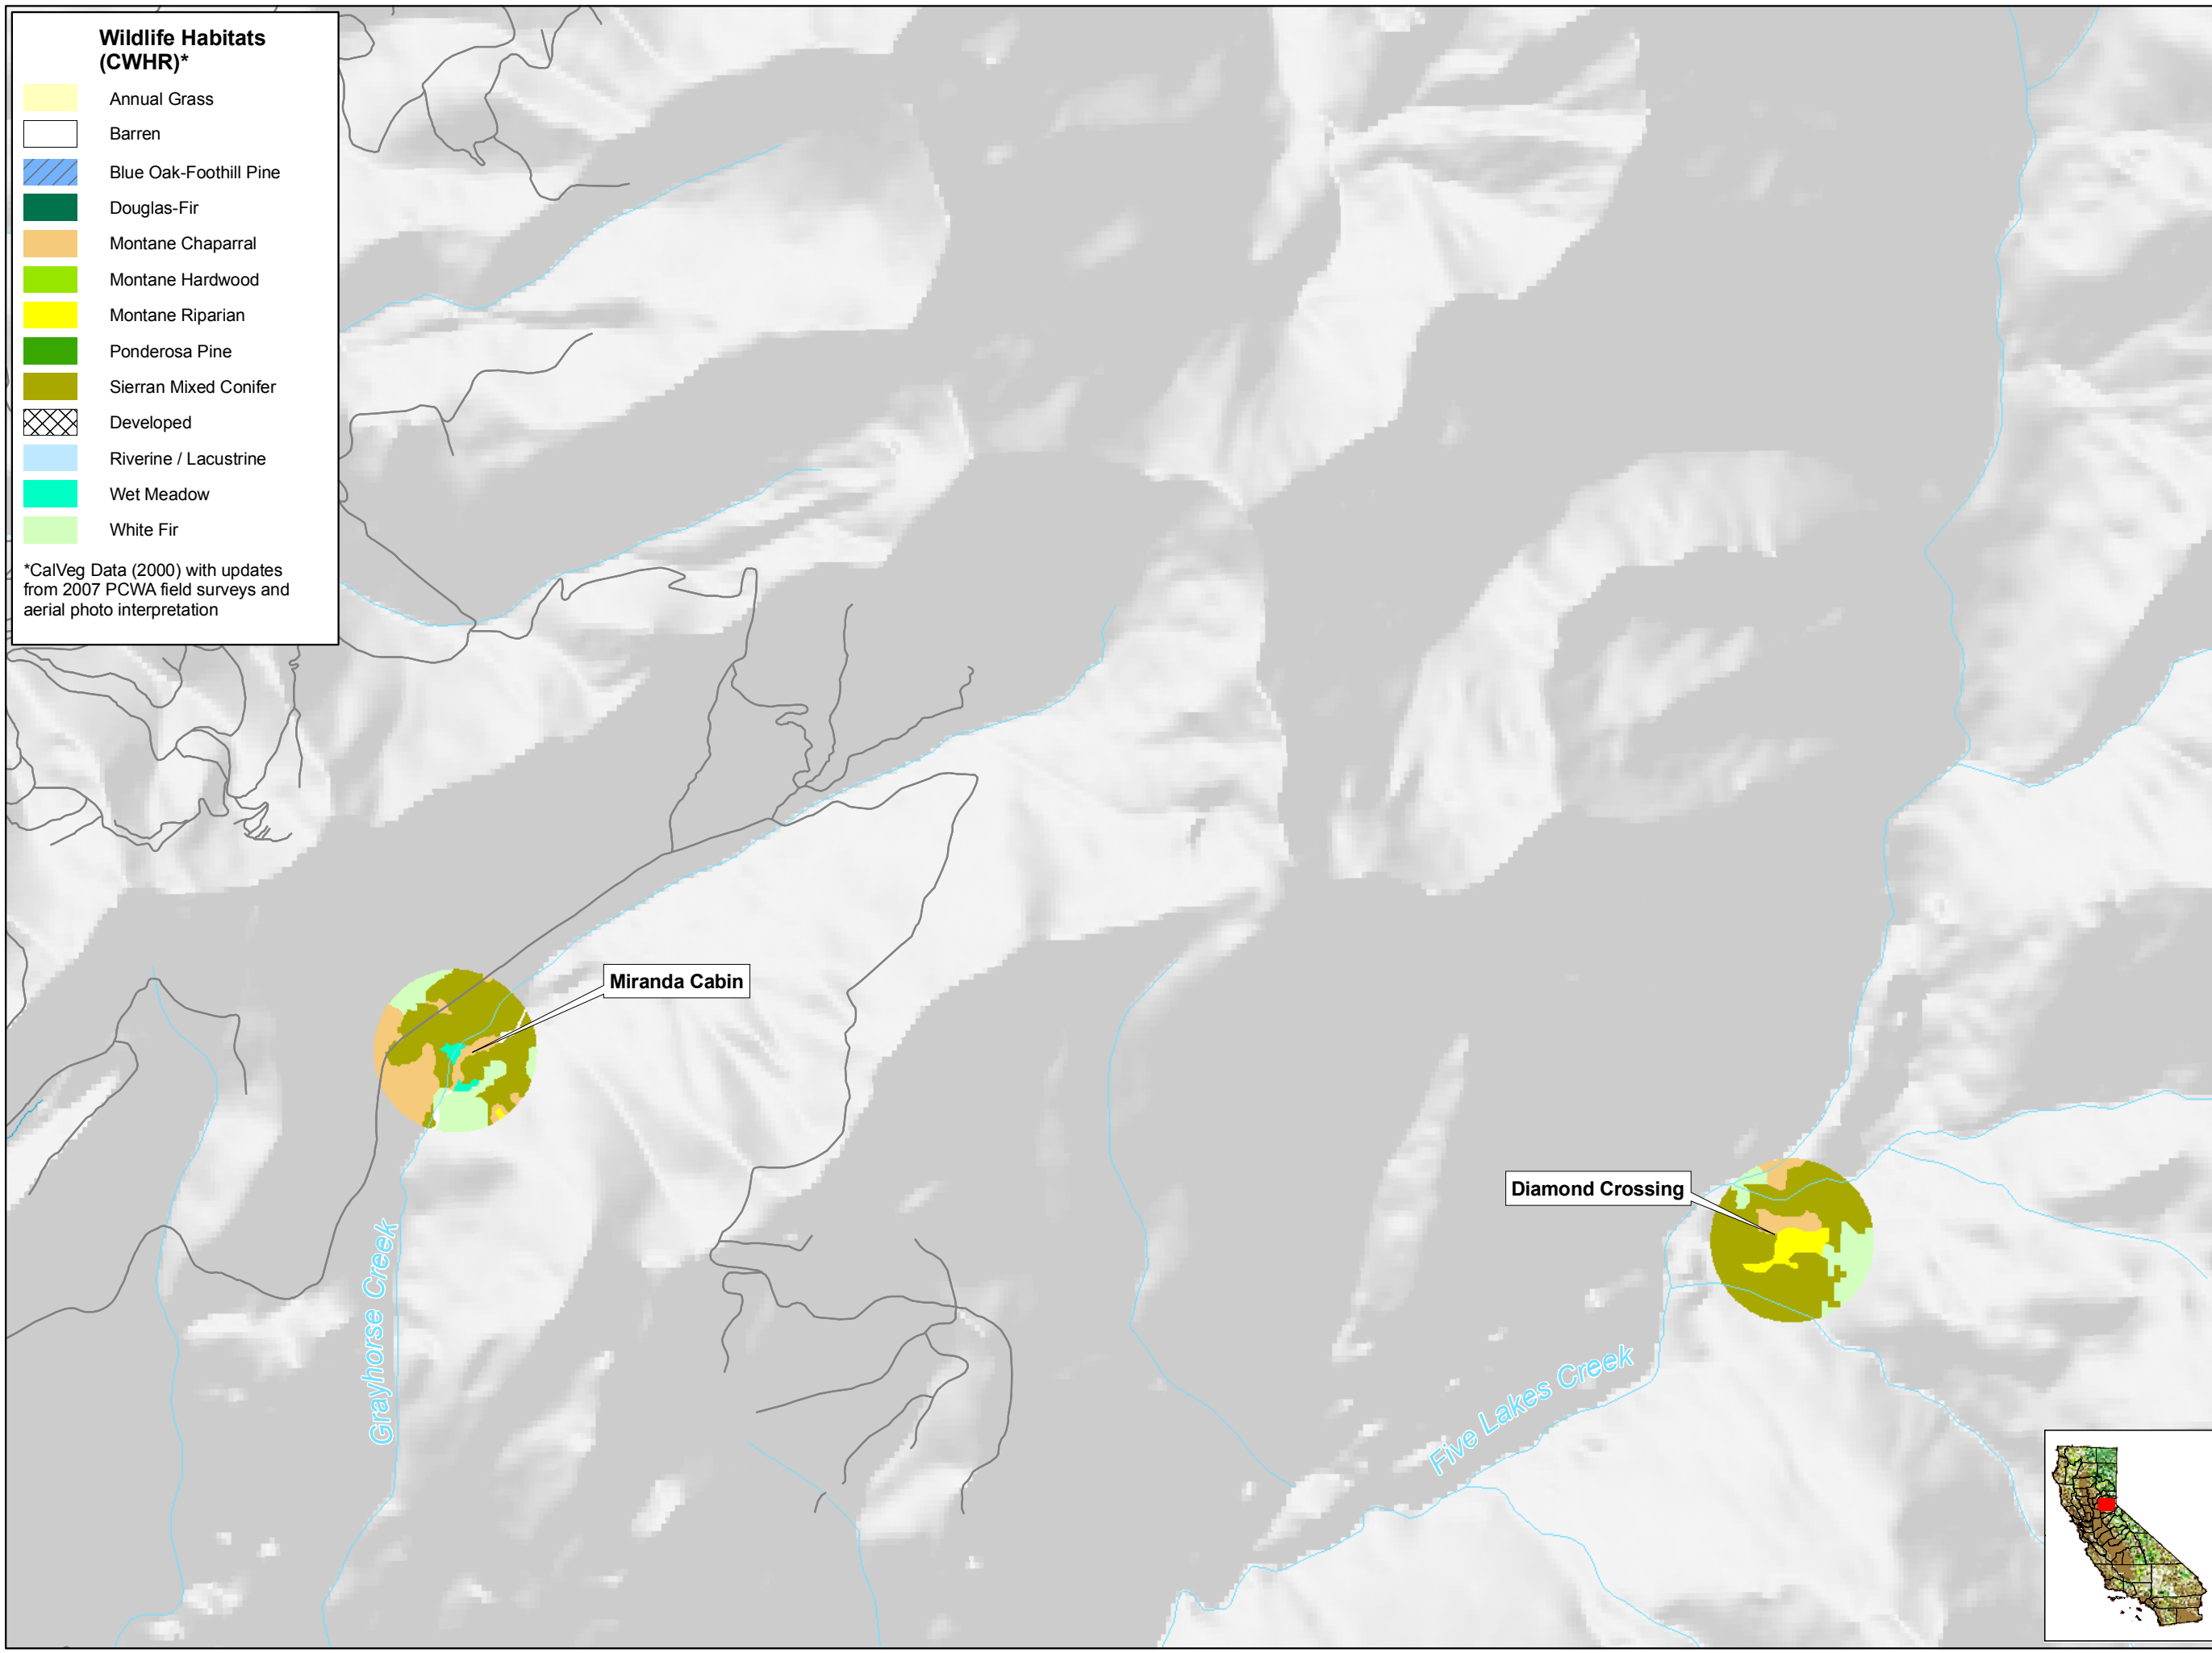 Wildlife Habitats
(CWHR)*
Annual Grass
Barren
Blue Oak-Foothill Pine
Douglas-Fir
Montane Chaparral
Montane Hardwood
Montane Riparian
Ponderosa Pine
Sierran Mixed Conifer
Developed
Riverine / Lacustrine
Wet Meadow
White Fir
*CalVeg Data (2000) with updates
from 2007 PCWA field surveys and
aerial photo interpretation
Miranda Cabin
Diamond Crossing
Grayhorse Creek
Five Lakes Creek